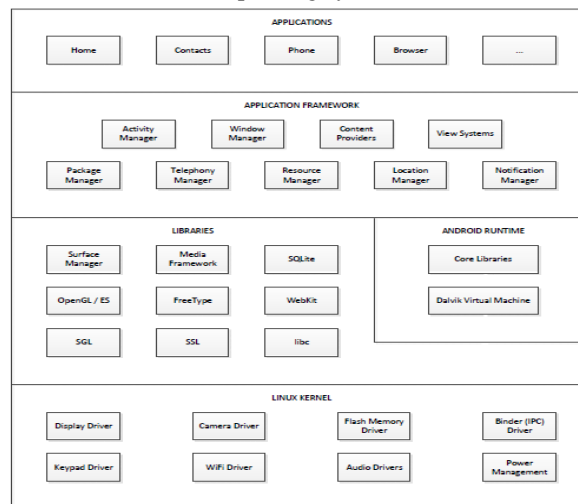 APPLICATIONS
Home
Contacts
Phone
Browser
...
APPLICATION FRAMEWORK
Activity
Manager
Window
Manager
Content
Providers
View Systems
Package
Manager
Telephony
Manager
Resource
Manager
Location
Manager
Notification
Manager
LIBRARIES
Surface
Manager
Media
Framework
SQLite
OpenGL / ES
FreeType
WebKit
SGL
SSL
libc
ANDROID RUNTIME
Core Libraries
Dalvik Virtual Machine
LINUX KERNEL
Display Driver
Camera Driver
Flash Memory
Driver
Binder (IPC)
Driver
Keypad Driver
WiFi Driver
Audio Drivers
Power
Management